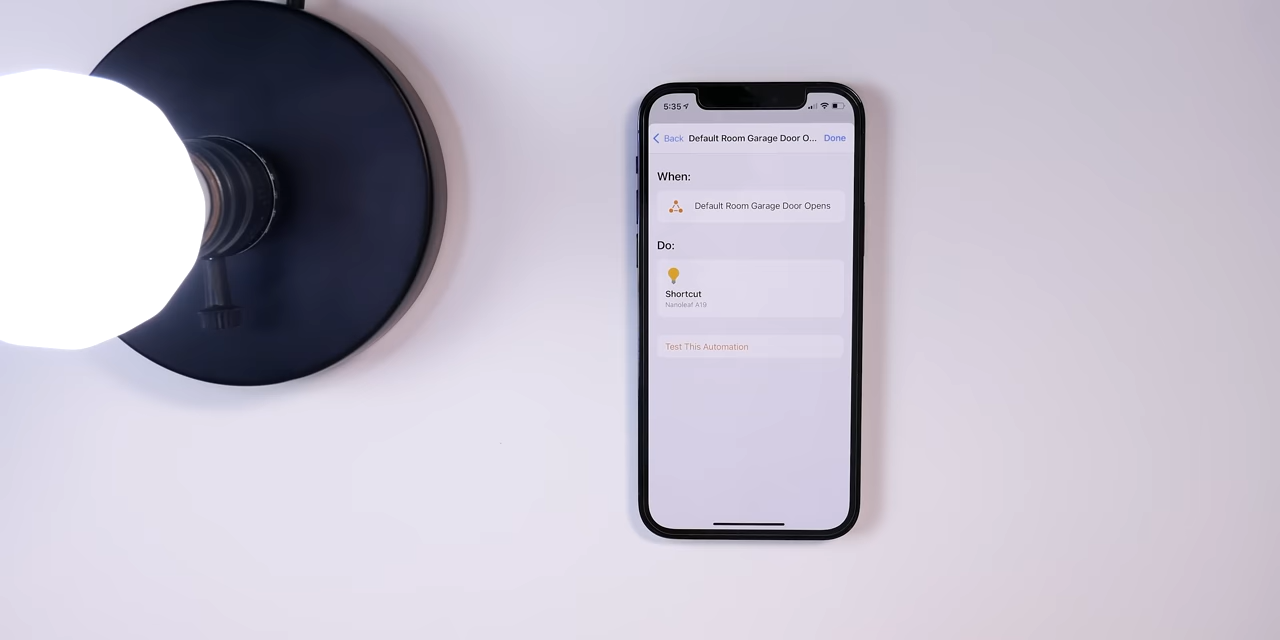 5:35
Back Default Room Garage Door O... Done
When:
Default Room Garage Door Opens
Do:
Shortcut
Nanoleaf A19
Test This Automation